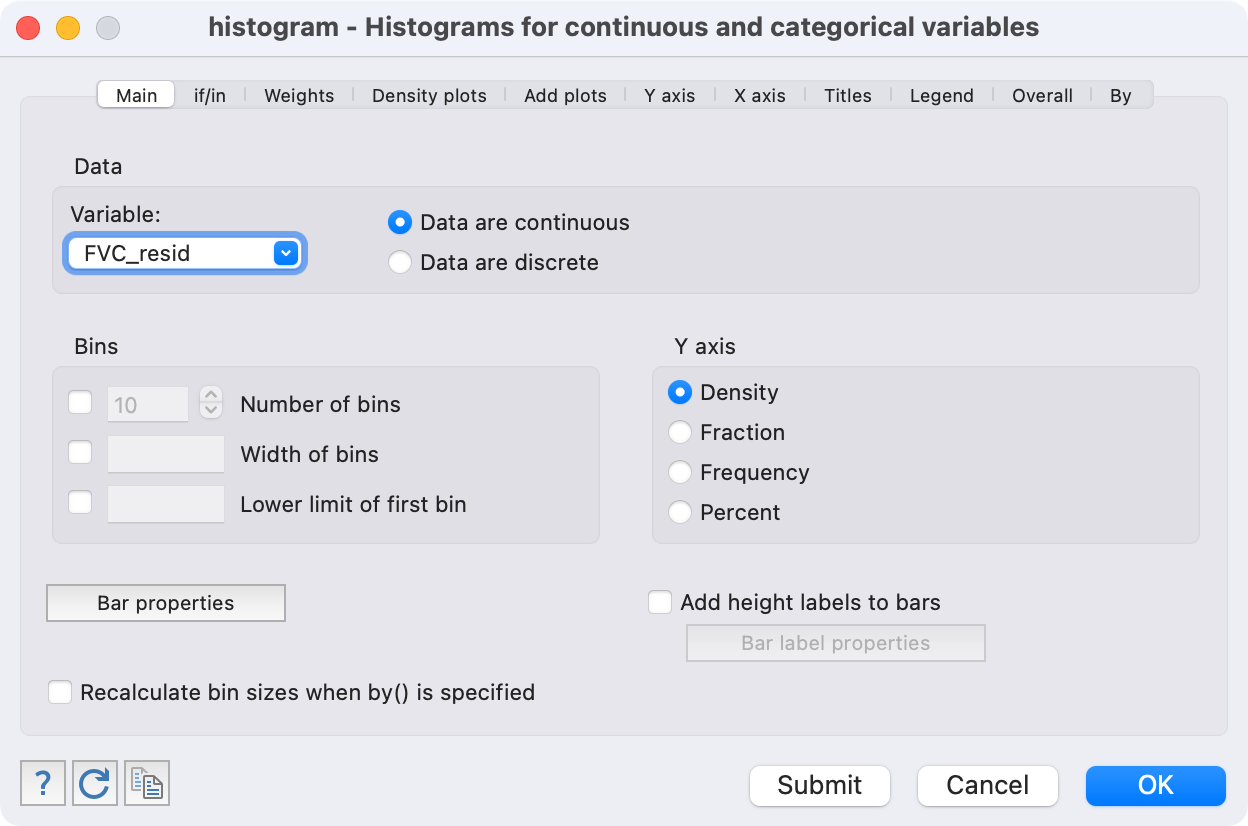 histogram - Histograms for continuous and categorical variables
Main if/in Weights Density plots Add plots Y axis X axis Titles Legend Overall By
Data
Variable:
FVC_resid
Data are continuous
Data are discrete
Bins
10 Number of bins
Width of bins
Lower limit of first bin
Y axis
Density
Fraction
Frequency
Percent
Bar properties
Add height labels to bars
Bar label properties
Recalculate bin sizes when by() is specified
? Submit Cancel OK